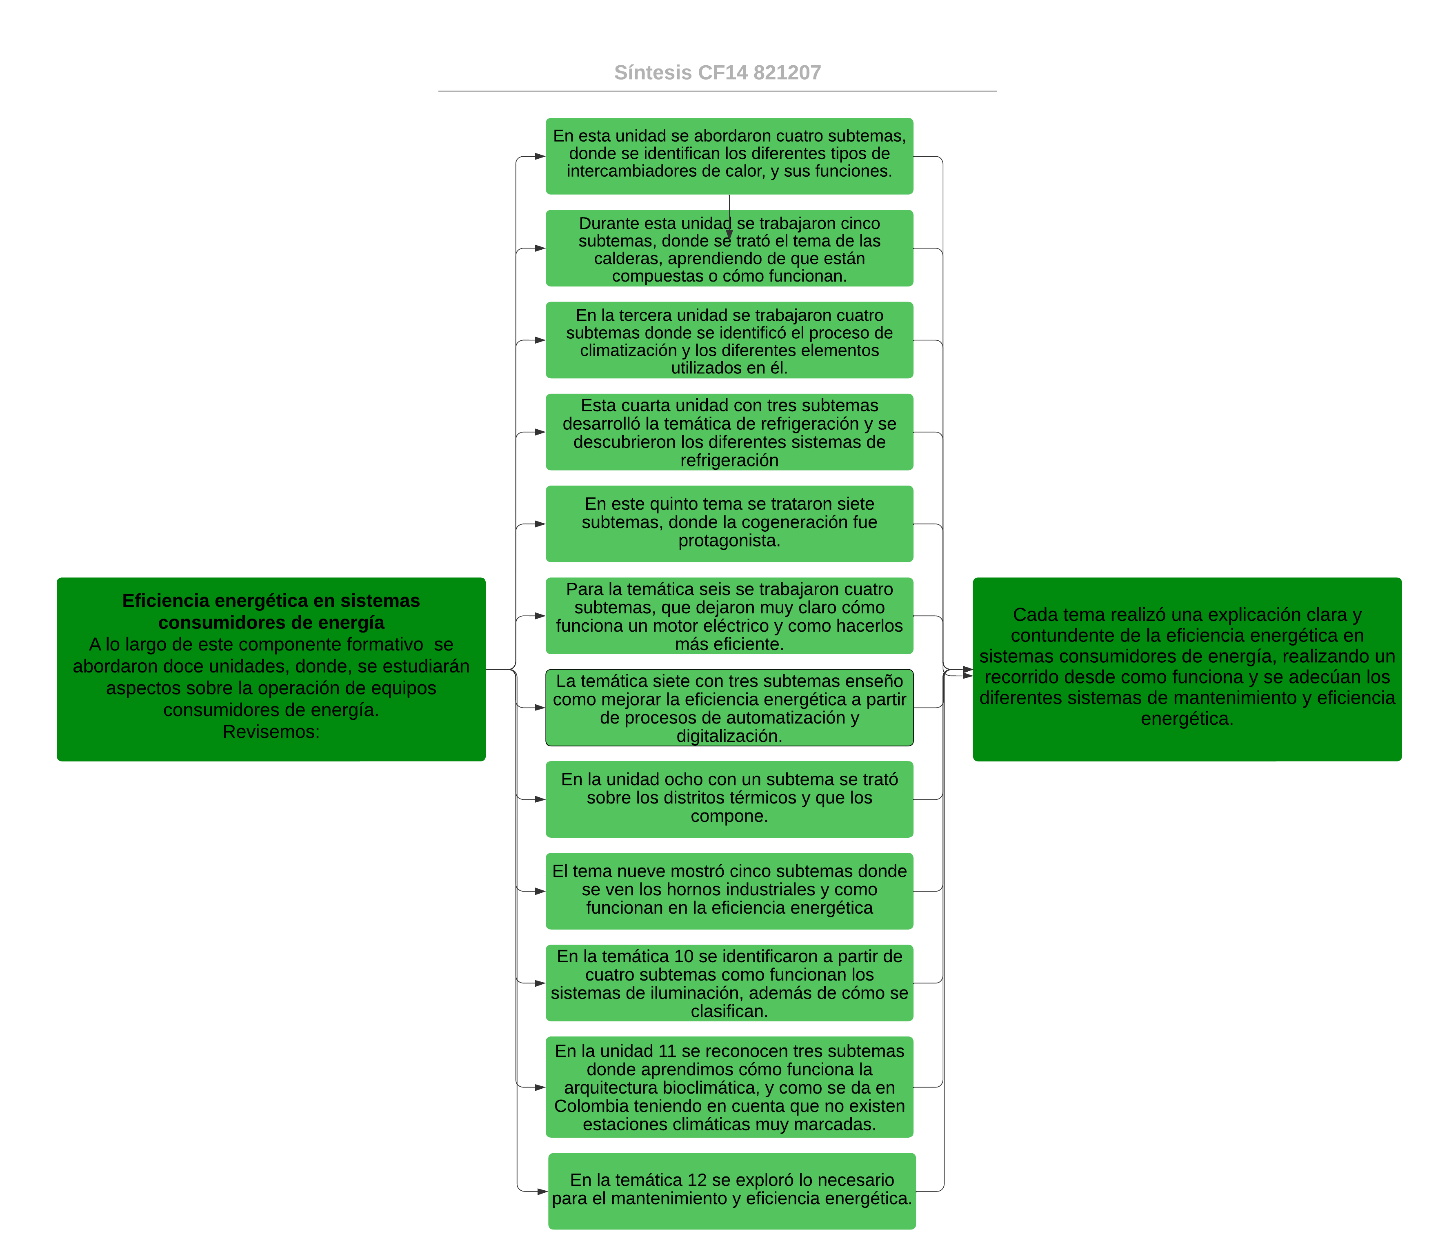 Síntesis CF14 821207
Eficiencia energética en sistemas
consumidores de energía
A lo largo de este componente formativo  se
abordaron doce unidades, donde, se estudiarán
aspectos sobre la operación de equipos
consumidores de energía.
Revisemos:
En esta unidad se abordaron cuatro subtemas,
donde se identifican los diferentes tipos de
intercambiadores de calor, y sus funciones.
Durante esta unidad se trabajaron cinco
subtemas, donde se trató el tema de las
calderas, aprendiendo de que están
compuestas o cómo funcionan.
En la tercera unidad se trabajaron cuatro
subtemas donde se identificó el proceso de
climatización y los diferentes elementos
utilizados en él.
Esta cuarta unidad con tres subtemas
desarrolló la temática de refrigeración y se
descubrieron los diferentes sistemas de
refrigeración
En este quinto tema se trataron siete
subtemas, donde la cogeneración fue
protagonista.
Para la temática seis se trabajaron cuatro
subtemas, que dejaron muy claro cómo
funciona un motor eléctrico y como hacerlos
más eficiente.
La temática siete con tres subtemas enseño
como mejorar la eficiencia energética a partir
de procesos de automatización y
digitalización.
En la unidad ocho con un subtema se trató
sobre los distritos térmicos y que los
compone.
El tema nueve mostró cinco subtemas donde
se ven los hornos industriales y como
funcionan en la eficiencia energética
En la temática 10 se identificaron a partir de
cuatro subtemas como funcionan los
sistemas de iluminación, además de cómo se
clasifican.
En la unidad 11 se reconocen tres subtemas
donde aprendimos cómo funciona la
arquitectura bioclimática, y como se da en
Colombia teniendo en cuenta que no existen
estaciones climáticas muy marcadas.
En la temática 12 se exploró lo necesario
para el mantenimiento y eficiencia energética.
Cada tema realizó una explicación clara y
contundente de la eficiencia energética en
sistemas consumidores de energía, realizando un
recorrido desde como funciona y se adecúan los
diferentes sistemas de mantenimiento y eficiencia
energética.